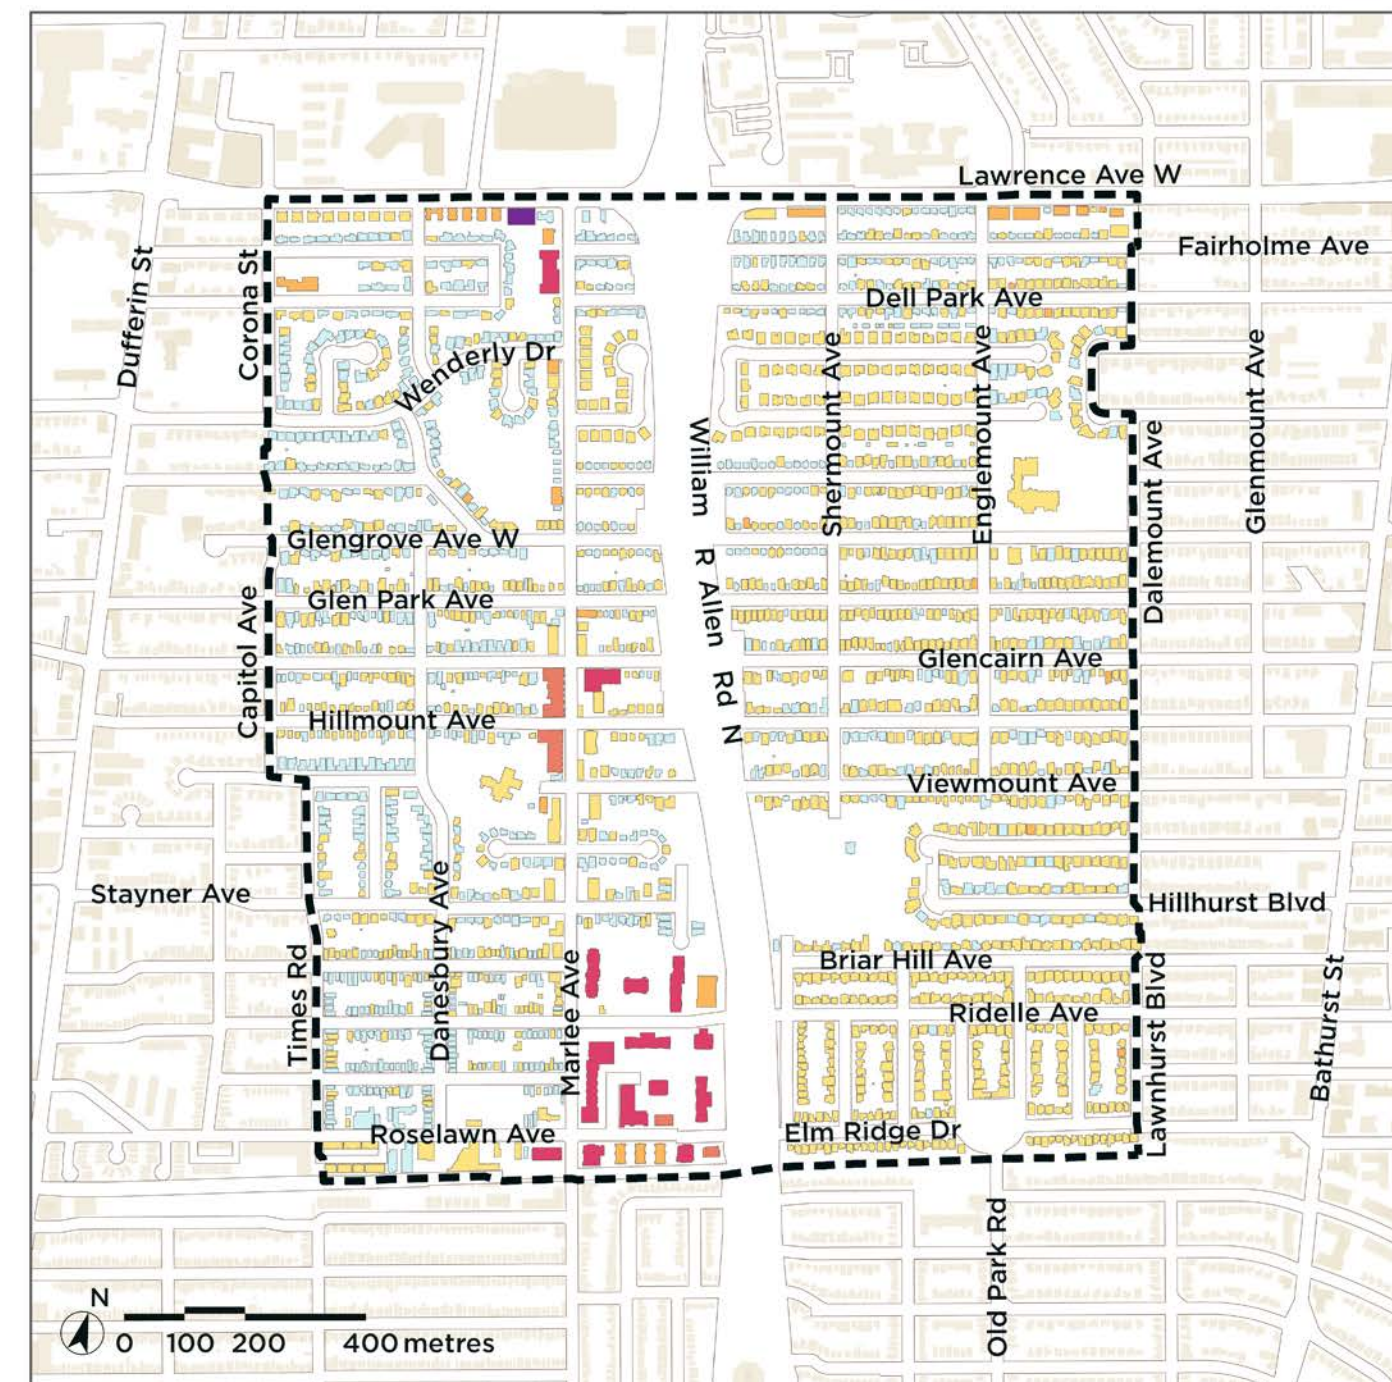 Lawrence Ave W
Fairholme Ave
Dufferin St
Corona St
Dell Park Ave
Wenderly Dr
Shermount Ave
Englemount Ave
Glenmount Ave
William R Allen Rd N
Dalemount Ave
Glengrove Ave W
Glen Park Ave
Capitol Ave
Glencairn Ave
Hillmount Ave
Viewmount Ave
Stayner Ave
Danesbury Ave
Hillhurst Blvd
Times Rd
Marlee Ave
Briar Hill Ave
Ridelle Ave
Lawnhurst Blvd
Bathurst St
Roselawn Ave
Elm Ridge Dr
Old Park Rd
N
0 100 200 400 metres